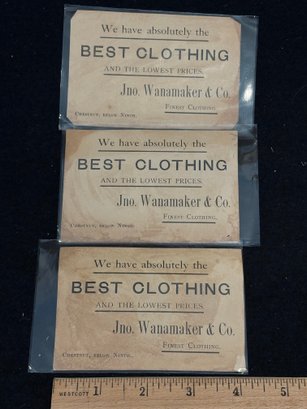 We have absolutely the
BEST CLOTHING
AND THE LOWEST PRICES.
Jno. Wanamaker & Co.
FINEST CLOTHING.
CHESTNUT, BELOW NINTH.
We have absolutely the
BEST CLOTHING
AND THE LOWEST PRICES.
Jno. Wanamaker & Co.
FINEST CLOTHING.
CHESTNUT, BELOW NINTH.
We have absolutely the
BEST CLOTHING
AND THE LOWEST PRICES.
Jno. Wanamaker & Co.
FINEST CLOTHING.
CHESTNUT, BELOW NINTH.
WESTCOTT 1 2 3 4 5